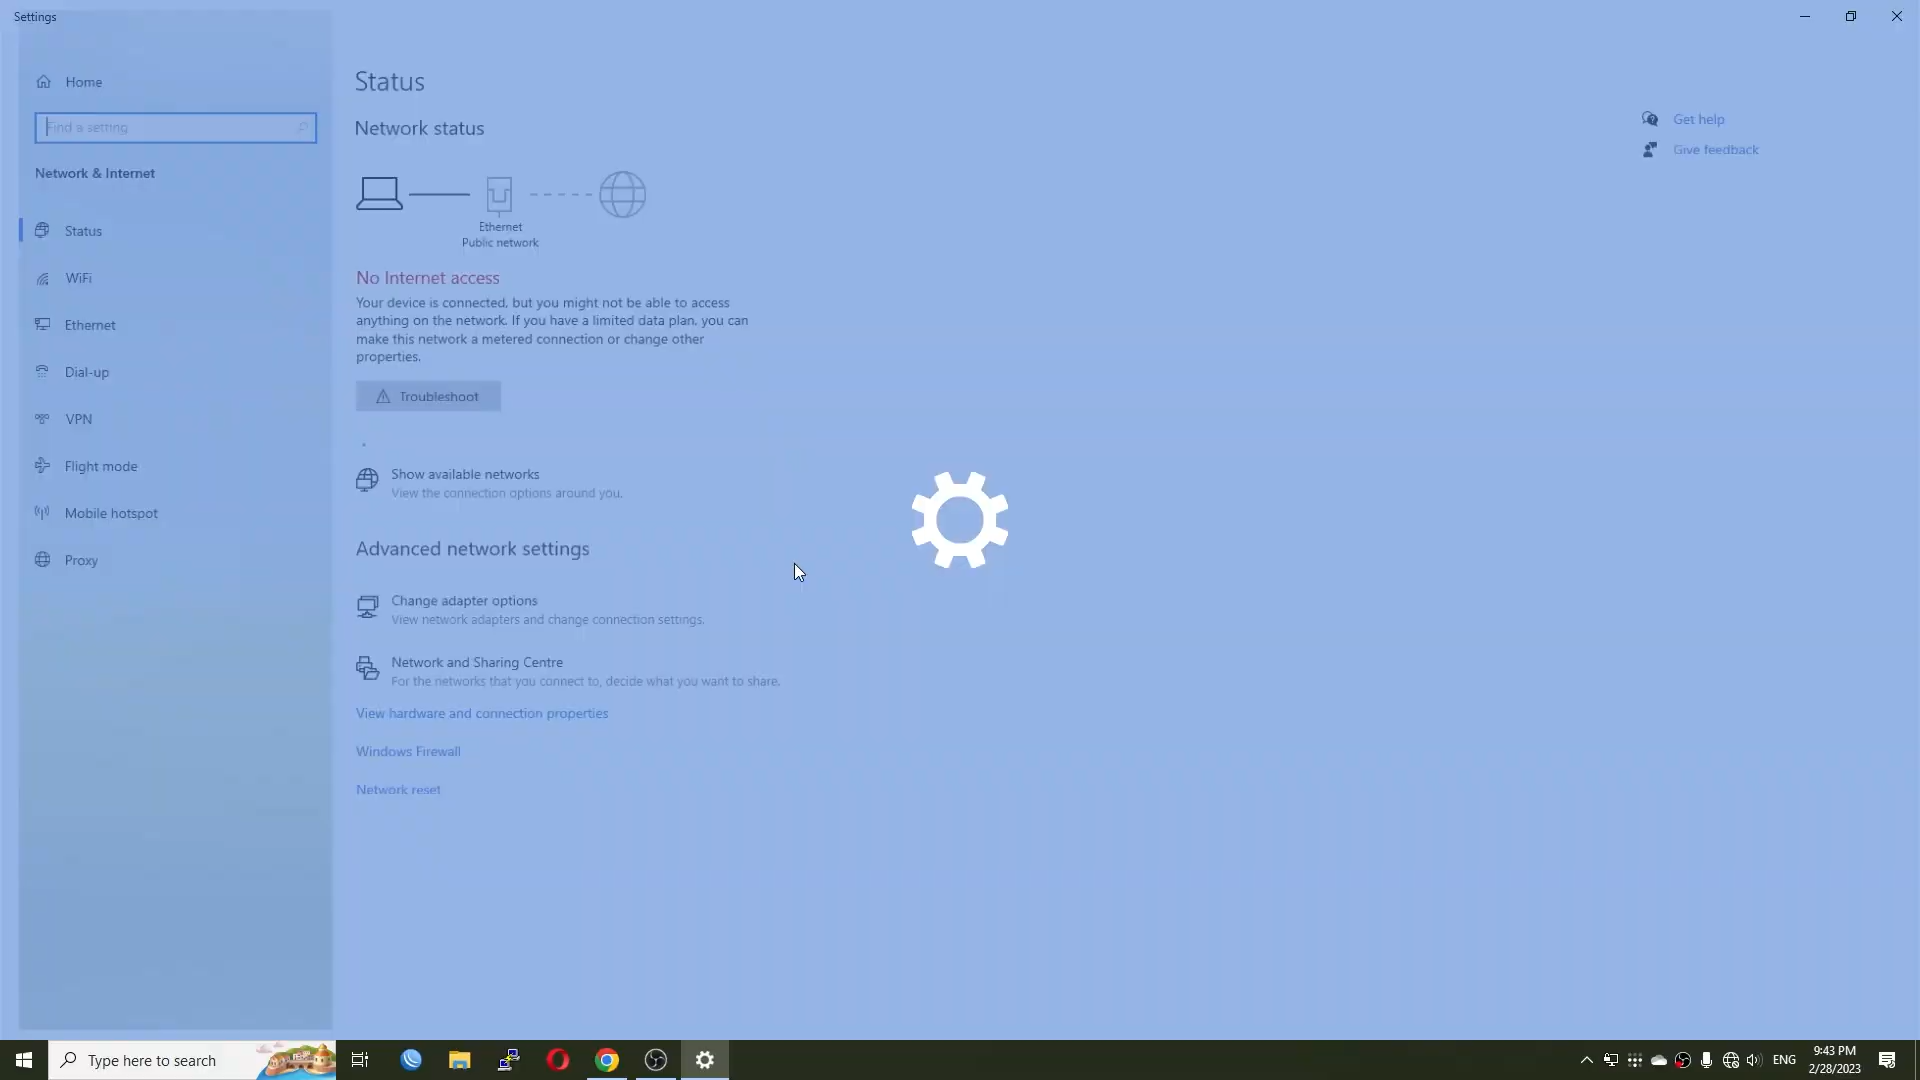 Settings
Home
Find a setting
Network & Internet
Status
WiFi
Ethernet
Dial-up
VPN
Flight mode
Mobile hotspot
Proxy
Status
Network status
Ethernet
Public network
No Internet access
Your device is connected, but you might not be able to access
anything on the network. If you have a limited data plan, you can
make this network a metered connection or change other
properties.
Troubleshoot
Show available networks
View the connection options around you.
Advanced network settings
Change adapter options
View network adapters and change connection settings.
Network and Sharing Centre
For the networks that you connect to, decide what you want to share.
View hardware and connection properties
Windows Firewall
Network reset
Get help
Give feedback
Type here to search
ENG
9:43 PM
2/28/2023